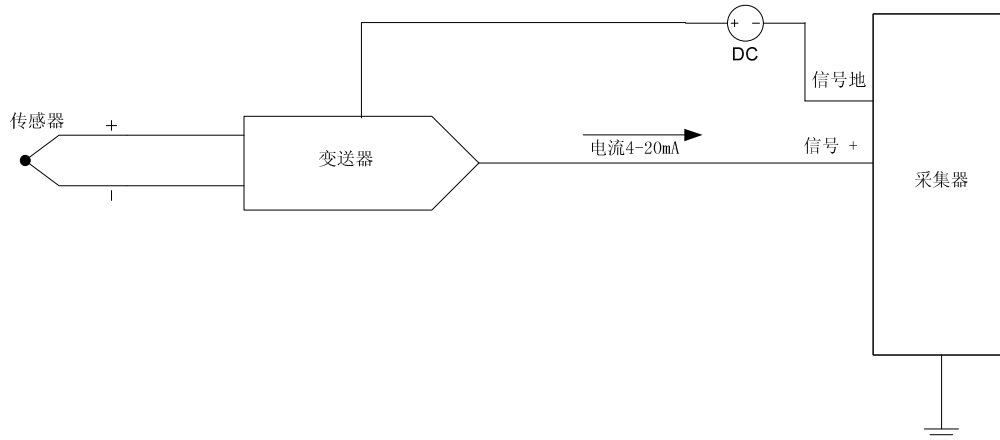 + -
DC
信号地
传感器
+
变送器
电流4-20mA
信号 +
采集器
-